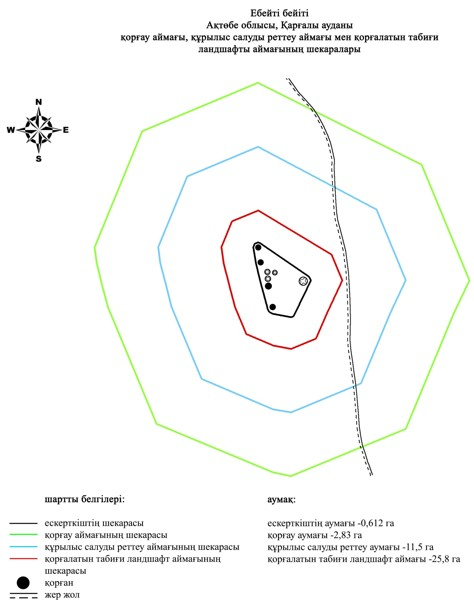 Ебейті бейіті
Ақтөбе облысы, Қарғалы ауданы
қорғау аймағы, құрылыс салуды реттеу аймағы мен қорғалатын табиғи
ландшафты аймағының шекаралары
N
W
E
S
шартты белгілері:
аумақ:
ескерткіштің шекарасы
ескерткіштің аумағы -0,612 га
қорғау аймағының шекарасы
қорғау аумағы -2,83 га
құрылыс салуды реттеу аймағының шекарасы
құрылыс салуды реттеу аумағы -11,5 га
қорғалатын табиғи ландшафт аймағының
қорғалатын табиғи ландшафт аймағы -25,8 га
шекарасы
қорған
жер жол